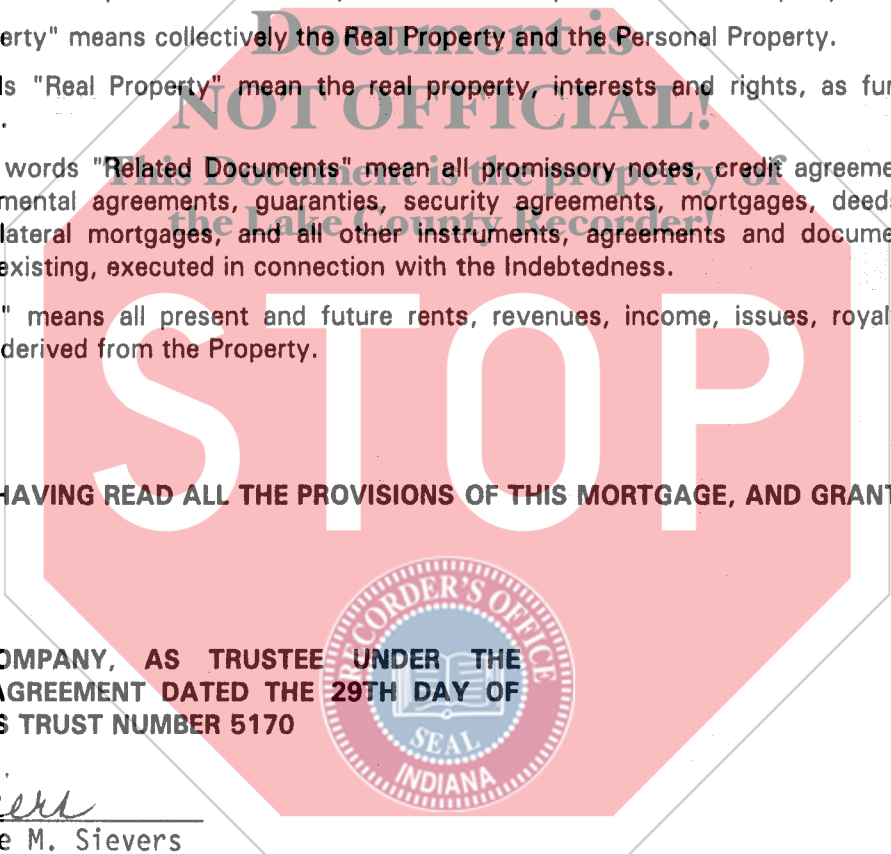 Document is
erty" means collectively the Real Property and the Personal Property.
ls "Real Property" mean the real property, interests and rights, as fur
NOT OFFICIAL!
.
words "Related Documents" mean all promissory notes, credit agreeme
This Document is the property of
mental agreements, guaranties, security agreements, mortgages, deeds
the Lake County Recorder!
lateral mortgages, and all other instruments, agreements and docume
existing, executed in connection with the Indebtedness.
" means all present and future rents, revenues, income, issues, royal
derived from the Property.
STOP
HAVING READ ALL THE PROVISIONS OF THIS MORTGAGE, AND GRANT
RECORDER'S OFFICE
OMPANY, AS TRUSTEE UNDER THE
AGREEMENT DATED THE 29TH DAY OF
S TRUST NUMBER 5170
SEAL
INDIANA
e M. Sievers